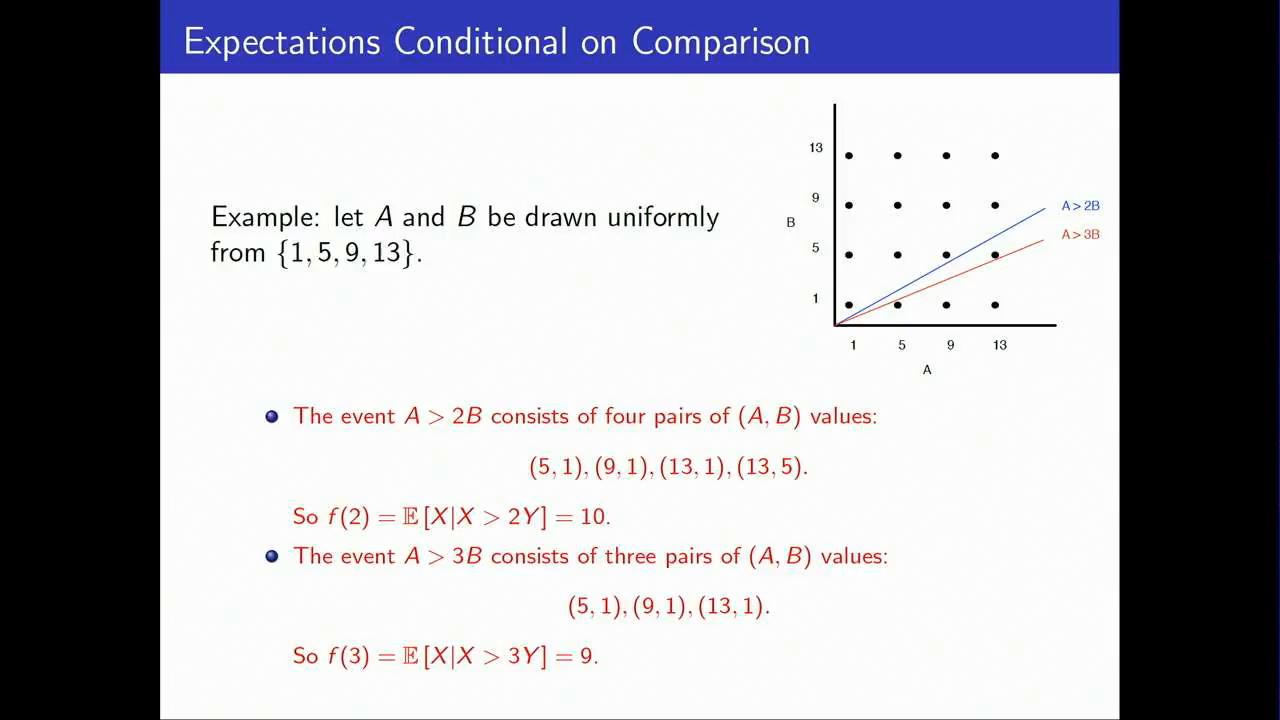 Expectations Conditional on Comparison
Example: let A and B be drawn uniformly
from {1, 5, 9, 13}.
13
9
5
1
B
1 5 9 13
A
A > 2B
A > 3B
The event A > 2B consists of four pairs of (A, B) values:
(5, 1), (9, 1), (13, 1), (13, 5).
So f(2) = 𝔼 [X|X > 2Y] = 10.
The event A > 3B consists of three pairs of (A, B) values:
(5, 1), (9, 1), (13, 1).
So f(3) = 𝔼 [X|X > 3Y] = 9.